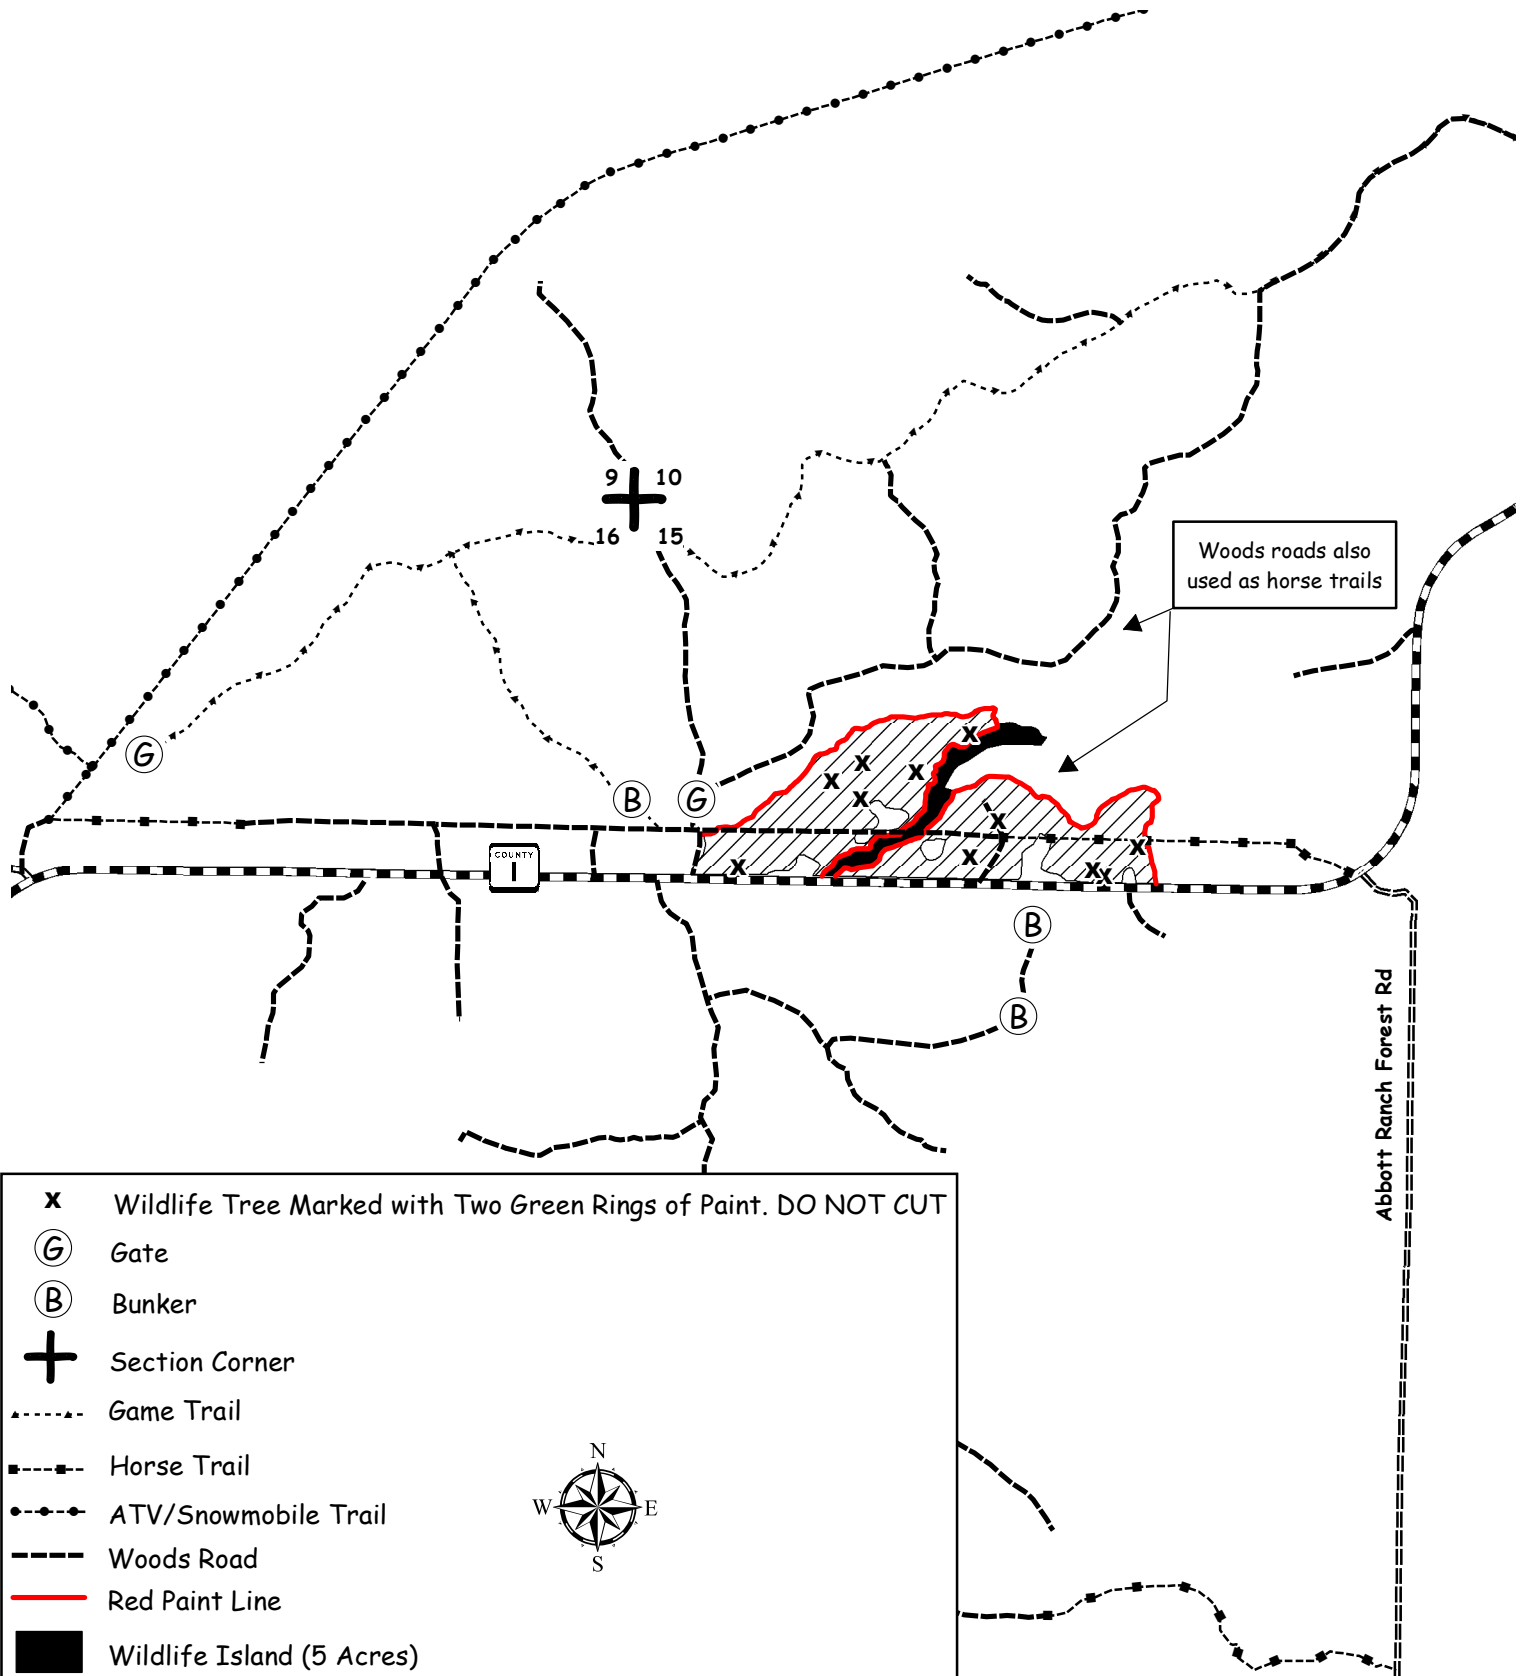 9 10
16 15
Woods roads also
used as horse trails
G
B
G
COUNTY
I
B
B
Abbott Ranch Forest Rd
x Wildlife Tree Marked with Two Green Rings of Paint. DO NOT CUT
G Gate
B Bunker
Section Corner
Game Trail
Horse Trail
ATV/Snowmobile Trail
Woods Road
Red Paint Line
Wildlife Island (5 Acres)
N
W E
S